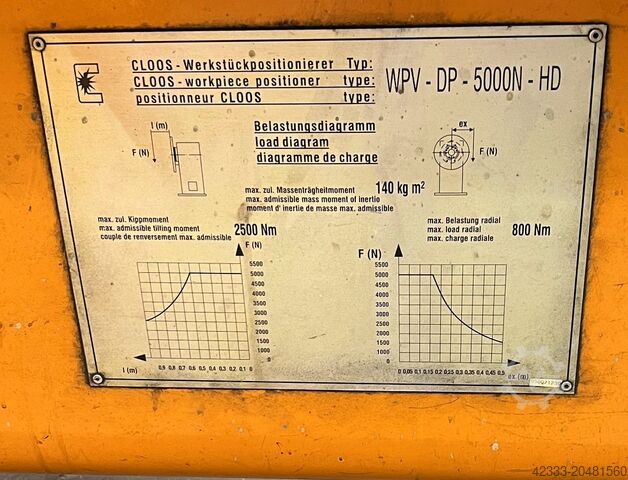 CLOOS - Werkstückpositionierer Typ:
CLOOS - workpiece positioner type:
positionneur CLOOS type:
WPV - DP - 5000N - HD
l (m)
F (N)
Belastungsdiagramm
load diagram
diagramme de charge
ex
F (N)
max. zul. Massenträgheitmoment
max. admissible mass moment of inertio
moment d' inertie de masse max. admissible
140 kg m²
max. zul. Kippmoment
max. admissible tilting moment
couple de renversement max. admissible
2500 Nm
max. Belastung radial
max. load radial
max. charge radiale
800 Nm
F (N)
5500
5000
4500
4000
3500
3000
2500
2000
1500
1000
0
l (m)
0,9 0,8 0,7 0,6 0,5 0,4 0,3 0,2 0,1 0
F (N)
5500
5000
4500
4000
3500
3000
2500
2000
1500
1000
0 0,05 0,1 0,15 0,2 0,25 0,3 0,35 0,4 0,45 0,5
ex (m)
42333-20481560